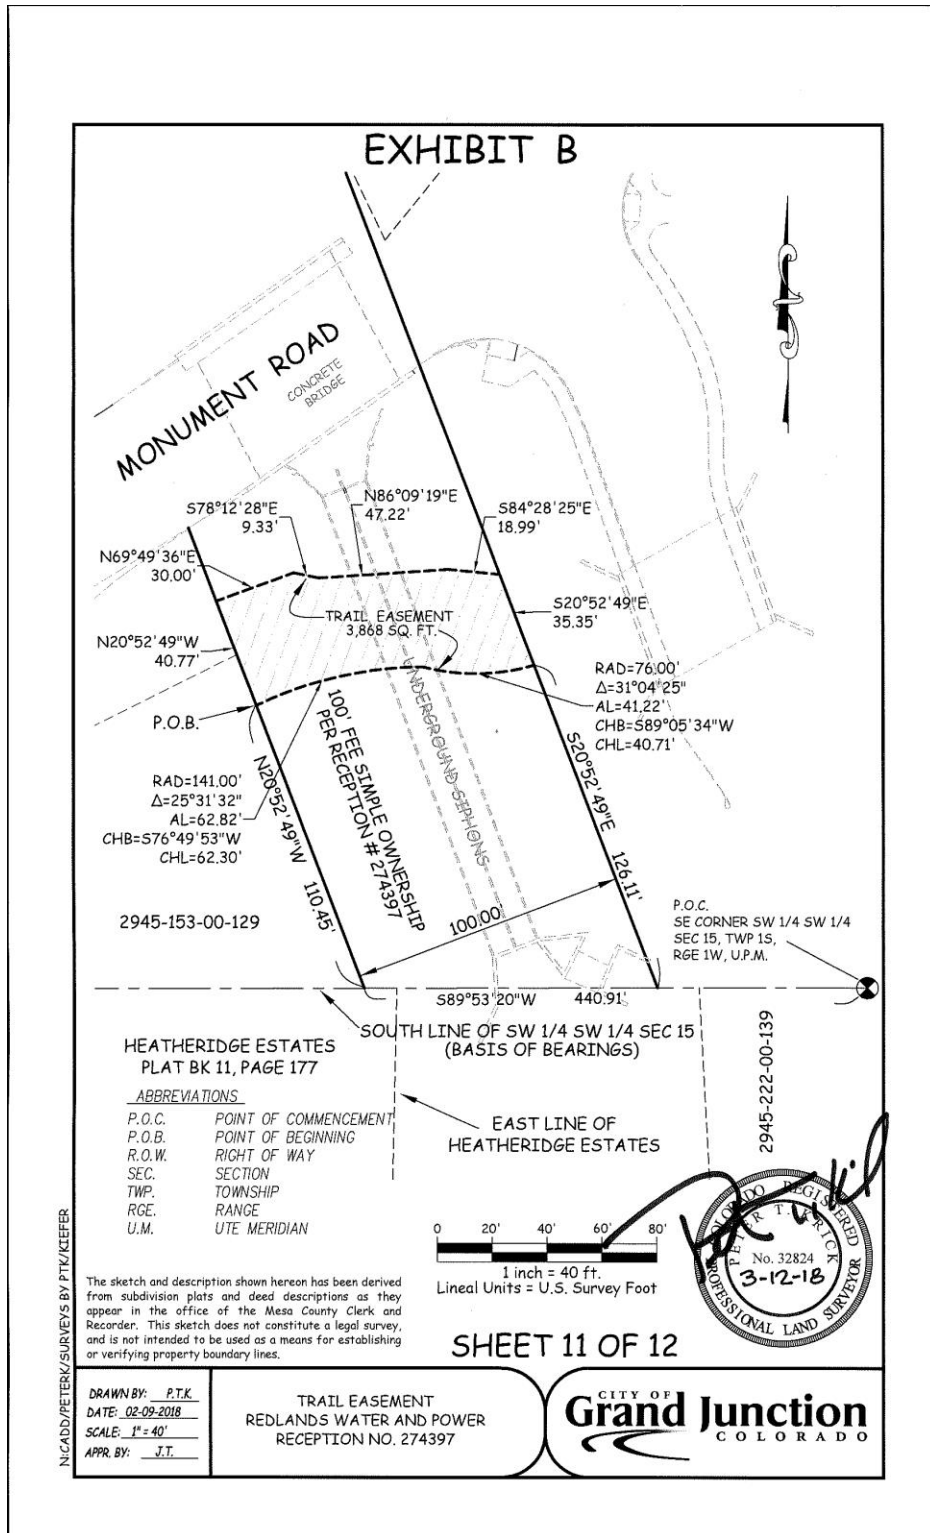 EXHIBIT B
MONUMENT ROAD
CONCRETE
BRIDGE
S78°12'28"E
9.33'
N86°09'19"E
47.22'
S84°28'25"E
18.99'
N69°49'36"E
30.00'
TRAIL EASEMENT
3,868 SQ. FT.
S20°52'49"E
35.35'
N20°52'49"W
40.77'
RAD=76.00'
Δ=31°04'25"
AL=41.22'
CHB=S89°05'34"W
CHL=40.71'
P.O.B.
UNDERGROUND SIPHONS
100' FEE SIMPLE OWNERSHIP
PER RECEPTION # 274397
RAD=141.00'
Δ=25°31'32"
AL=62.82'
CHB=S76°49'53"W
CHL=62.30'
N20°52'49"W 110.45'
S20°52'49"E 126.11'
2945-153-00-129
100.00'
P.O.C.
SE CORNER SW 1/4 SW 1/4
SEC 15, TWP 1S,
RGE 1W, U.P.M.
S89°53'20"W 440.91'
SOUTH LINE OF SW 1/4 SW 1/4 SEC 15
(BASIS OF BEARINGS)
HEATHERIDGE ESTATES
PLAT BK 11, PAGE 177
2945-222-00-139
ABBREVIATIONS
P.O.C. POINT OF COMMENCEMENT
P.O.B. POINT OF BEGINNING
R.O.W. RIGHT OF WAY
SEC. SECTION
TWP. TOWNSHIP
RGE. RANGE
U.M. UTE MERIDIAN
EAST LINE OF
HEATHERIDGE ESTATES
0 20' 40' 60' 80'
1 inch = 40 ft.
Lineal Units = U.S. Survey Foot
COLORADO REGISTERED
PETER T. KRICK
No. 32824
3-12-18
PROFESSIONAL LAND SURVEYOR
The sketch and description shown hereon has been derived
from subdivision plats and deed descriptions as they
appear in the office of the Mesa County Clerk and
Recorder. This sketch does not constitute a legal survey,
and is not intended to be used as a means for establishing
or verifying property boundary lines.
SHEET 11 OF 12
N:CADD/PETERK/SURVEYS BY PTK/KIEFER
DRAWN BY: P.T.K.
DATE: 02-09-2018
SCALE: 1" = 40'
APPR. BY: J.T.
TRAIL EASEMENT
REDLANDS WATER AND POWER
RECEPTION NO. 274397
CITY OF
Grand Junction
COLORADO